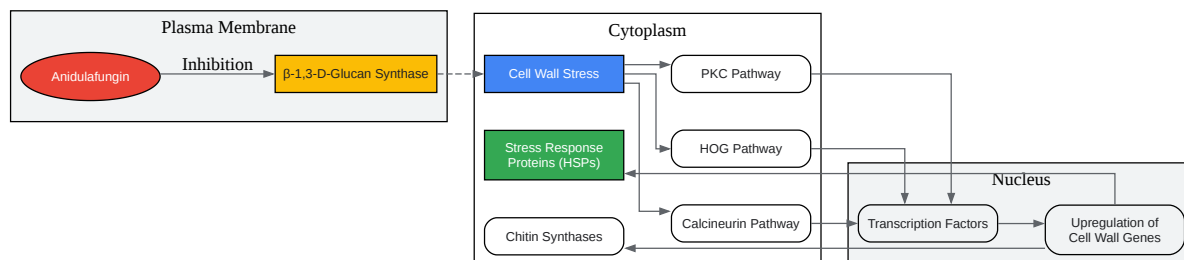 Plasma Membrane
Anidulafungin
Inhibition
β-1,3-D-Glucan Synthase
Cytoplasm
Cell Wall Stress
PKC Pathway
Stress Response
Proteins (HSPs)
HOG Pathway
Chitin Synthases
Calcineurin Pathway
Nucleus
Transcription Factors
Upregulation of
Cell Wall Genes